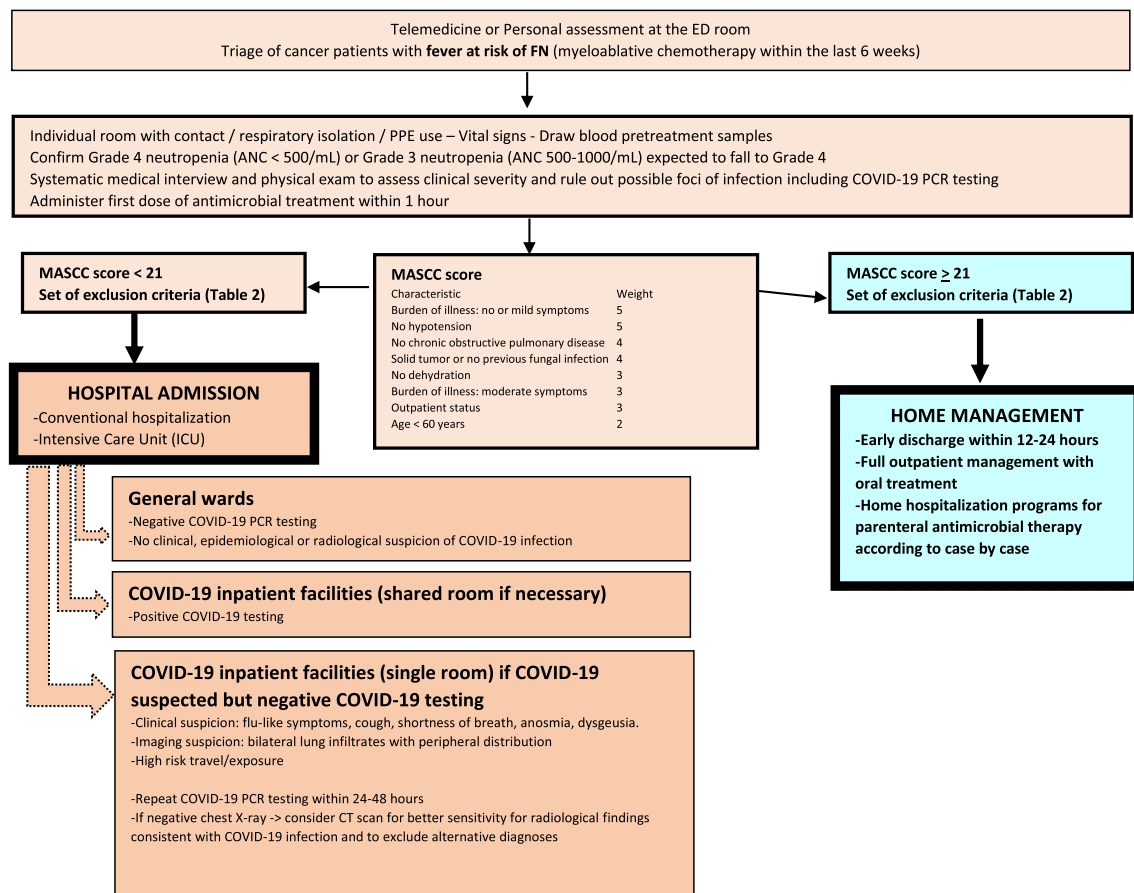 Telemedicine or Personal assessment at the ED room
Triage of cancer patients with fever at risk of FN (myeloablative chemotherapy within the last 6 weeks)
Individual room with contact / respiratory isolation / PPE use – Vital signs - Draw blood pretreatment samples
Confirm Grade 4 neutropenia (ANC < 500/mL) or Grade 3 neutropenia (ANC 500-1000/mL) expected to fall to Grade 4
Systematic medical interview and physical exam to assess clinical severity and rule out possible foci of infection including COVID-19 PCR testing
Administer first dose of antimicrobial treatment within 1 hour
MASCC score < 21
Set of exclusion criteria (Table 2)
MASCC score
Characteristic Weight
Burden of illness: no or mild symptoms 5
No hypotension 5
No chronic obstructive pulmonary disease 4
Solid tumor or no previous fungal infection 4
No dehydration 3
Burden of illness: moderate symptoms 3
Outpatient status 3
Age < 60 years 2
MASCC score ≥ 21
Set of exclusion criteria (Table 2)
HOSPITAL ADMISSION
-Conventional hospitalization
-Intensive Care Unit (ICU)
HOME MANAGEMENT
-Early discharge within 12-24 hours
-Full outpatient management with
oral treatment
-Home hospitalization programs for
parenteral antimicrobial therapy
according to case by case
General wards
-Negative COVID-19 PCR testing
-No clinical, epidemiological or radiological suspicion of COVID-19 infection
COVID-19 inpatient facilities (shared room if necessary)
-Positive COVID-19 testing
COVID-19 inpatient facilities (single room) if COVID-19
suspected but negative COVID-19 testing
-Clinical suspicion: flu-like symptoms, cough, shortness of breath, anosmia, dysgeusia.
-Imaging suspicion: bilateral lung infiltrates with peripheral distribution
-High risk travel/exposure
-Repeat COVID-19 PCR testing within 24-48 hours
-If negative chest X-ray -> consider CT scan for better sensitivity for radiological findings
consistent with COVID-19 infection and to exclude alternative diagnoses